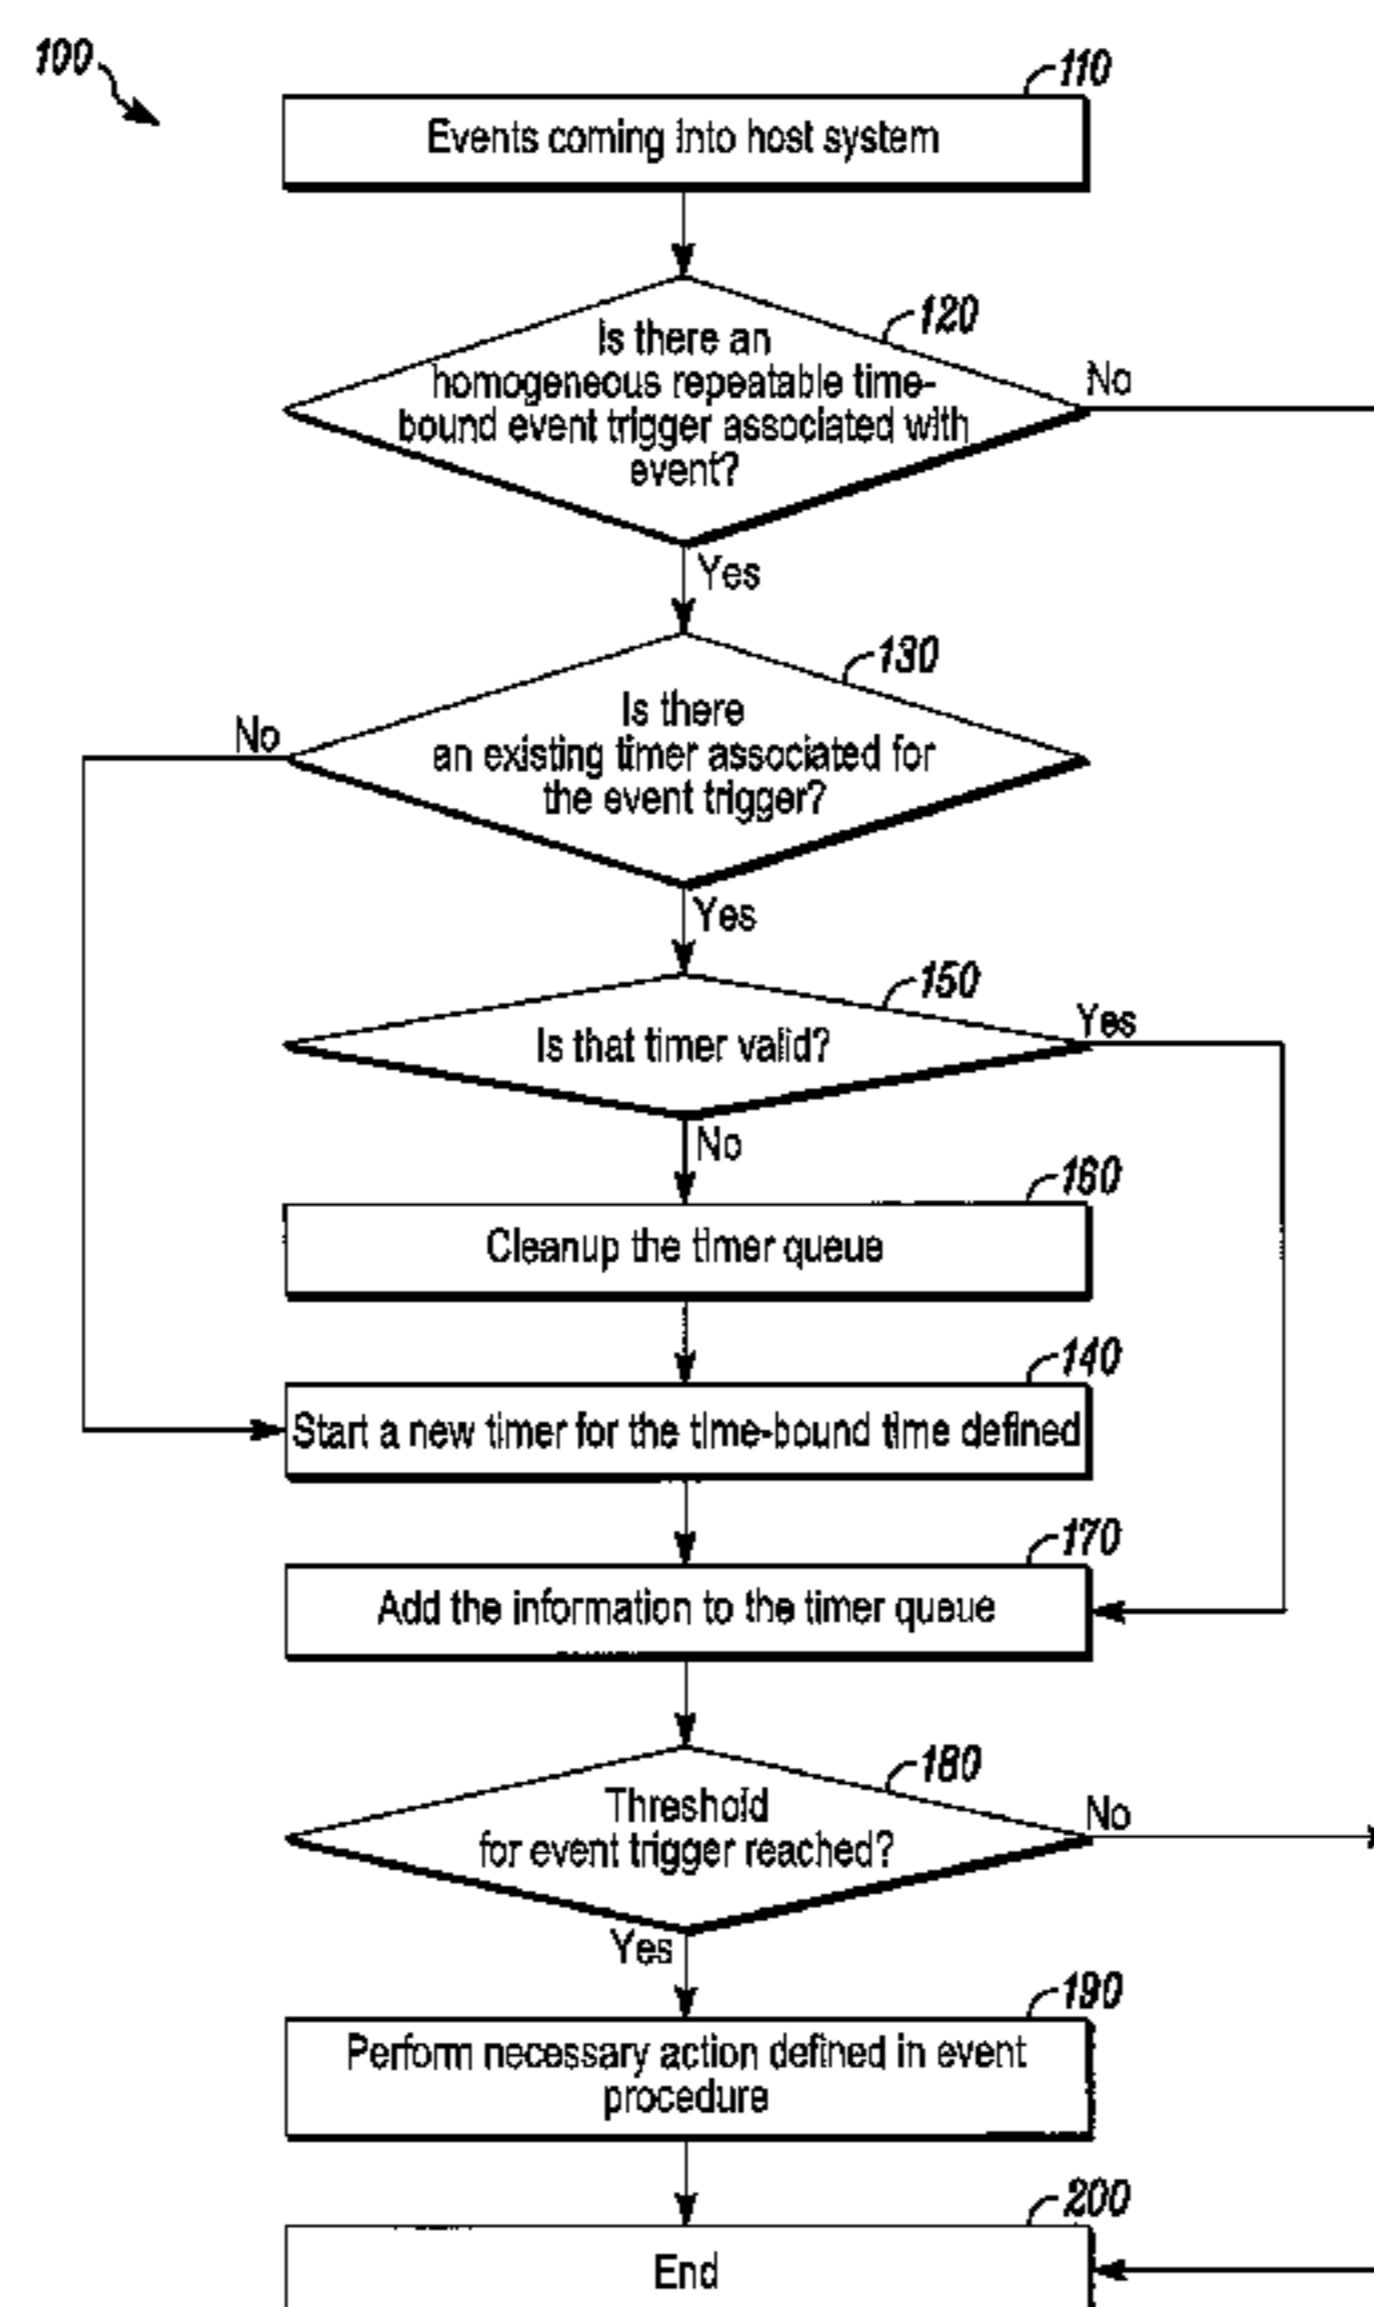 100
110
Events coming into host system
120
Is there an
homogeneous repeatable time-
bound event trigger associated with
event?
No
Yes
130
Is there
an existing timer associated for
the event trigger?
No
Yes
150
Is that timer valid?
Yes
No
160
Cleanup the timer queue
140
Start a new timer for the time-bound time defined
170
Add the information to the timer queue
180
Threshold
for event trigger reached?
No
Yes
190
Perform necessary action defined in event
procedure
200
End